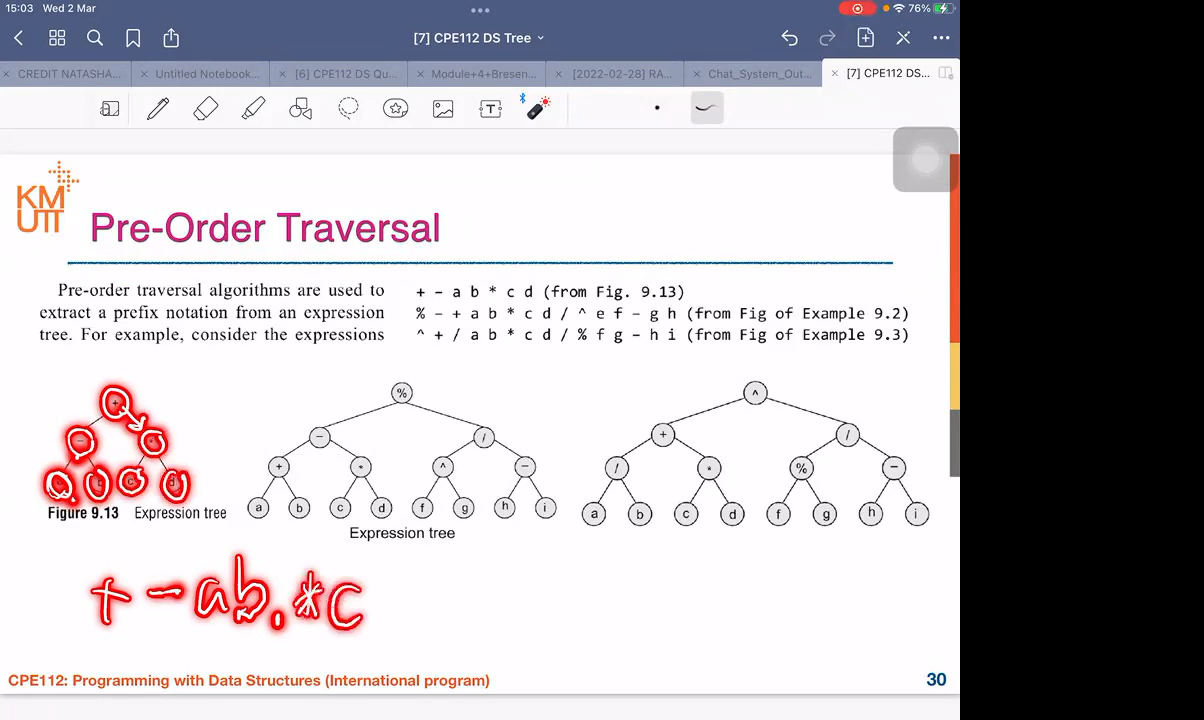 15:03 Wed 2 Mar
76%
[7] CPE112 DS Tree
CREDIT NATASHA...
Untitled Notebook...
[6] CPE112 DS Qu...
Module+4+Bresen...
[2022-02-28] RA...
Chat_System_Out...
[7] CPE112 DS...
T
KM
UTT
Pre-Order Traversal
Pre-order traversal algorithms are used to
extract a prefix notation from an expression
tree. For example, consider the expressions
+ - a b * c d (from Fig. 9.13)
% - + a b * c d / ^ e f - g h (from Fig of Example 9.2)
^ + / a b * c d / % f g - h i (from Fig of Example 9.3)
+
-
b c d
Figure 9.13 Expression tree
%
- /
+ * ^ -
a b c d f g h i
Expression tree
^
+ /
/ * % -
a b c d f g h i
+ - a b . * c
CPE112: Programming with Data Structures (International program)
30